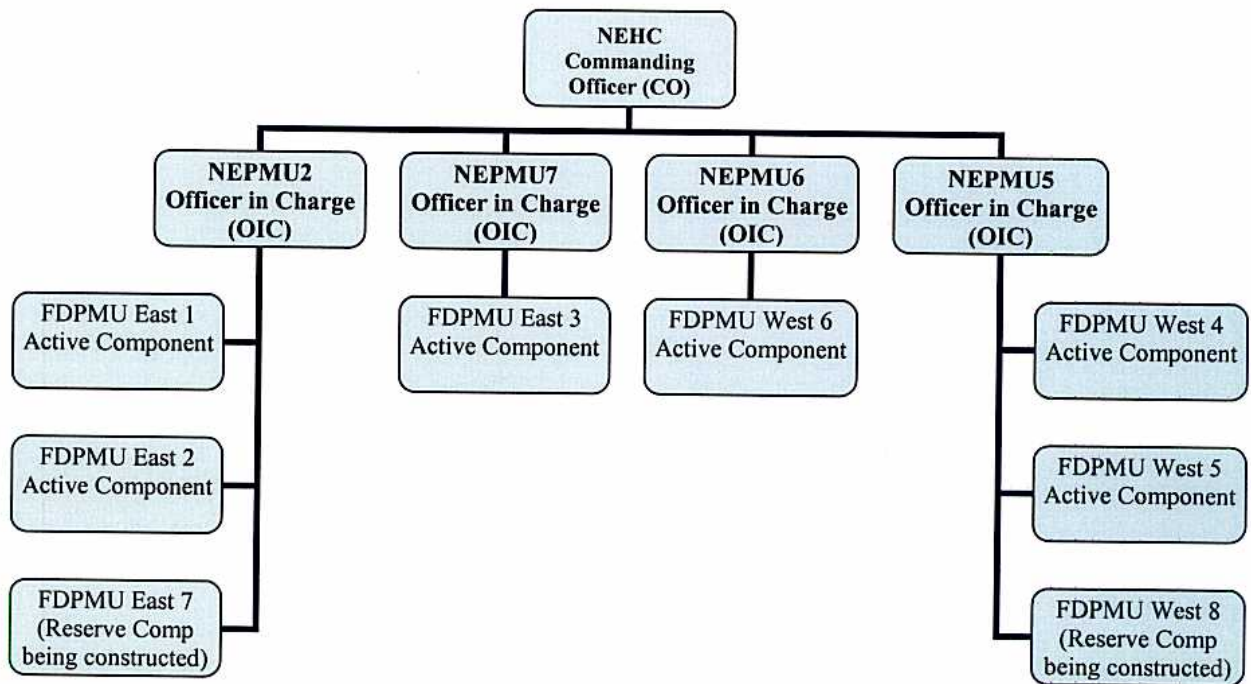 NEHC
Commanding
Officer (CO)
NEPMU2
Officer in Charge
(OIC)
NEPMU7
Officer in Charge
(OIC)
NEPMU6
Officer in Charge
(OIC)
NEPMU5
Officer in Charge
(OIC)
FDPMU East 1
Active Component
FDPMU East 2
Active Component
FDPMU East 7
(Reserve Comp
being constructed)
FDPMU East 3
Active Component
FDPMU West 6
Active Component
FDPMU West 4
Active Component
FDPMU West 5
Active Component
FDPMU West 8
(Reserve Comp
being constructed)